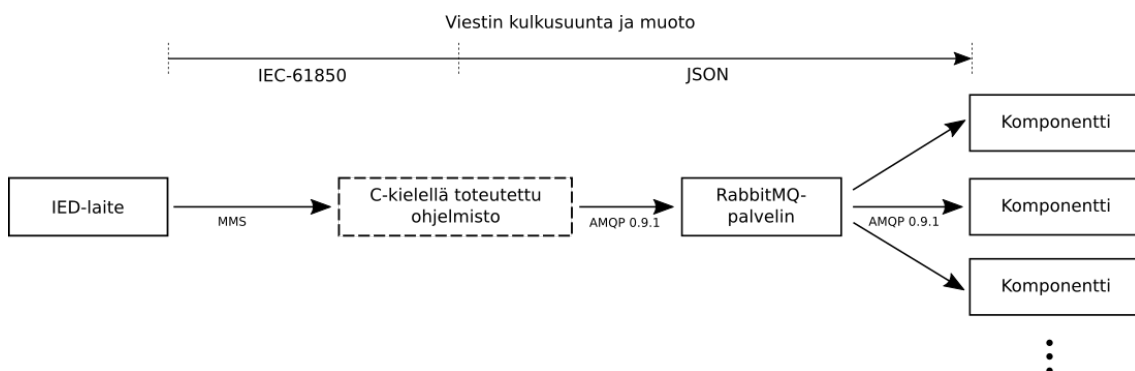 Viestin kulkusuunta ja muoto
IEC-61850
JSON
IED-laite
MMS
C-kielellä toteutettu
ohjelmisto
AMQP 0.9.1
RabbitMQ-
palvelin
AMQP 0.9.1
Komponentti
Komponentti
Komponentti